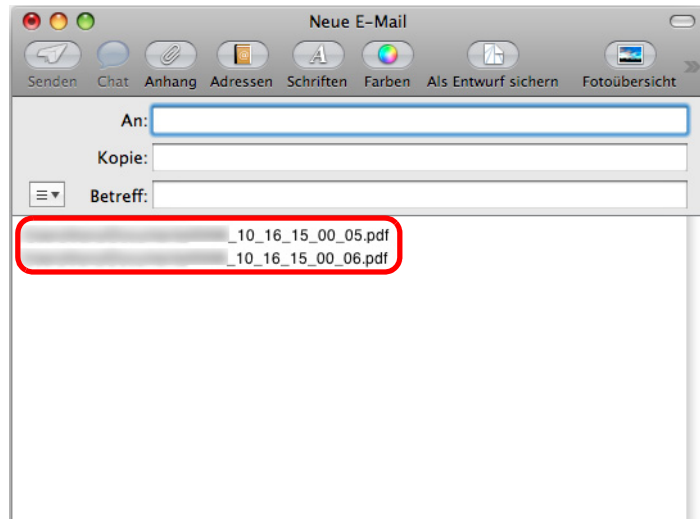 Neue E-Mail
Senden Chat Anhang Adressen Schriften Farben Als Entwurf sichern Fotoübersicht
An:
Kopie:
Betreff:
_10_16_15_00_05.pdf
_10_16_15_00_06.pdf